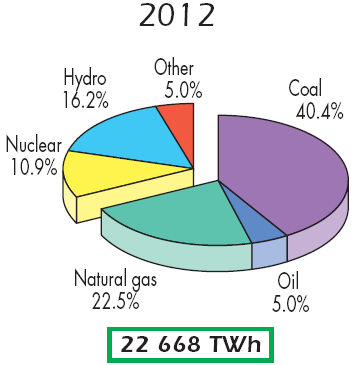 2012
Other
5.0%
Hydro
16.2%
Coal
40.4%
Nuclear
10.9%
Natural gas
22.5%
Oil
5.0%
22 668 TWh